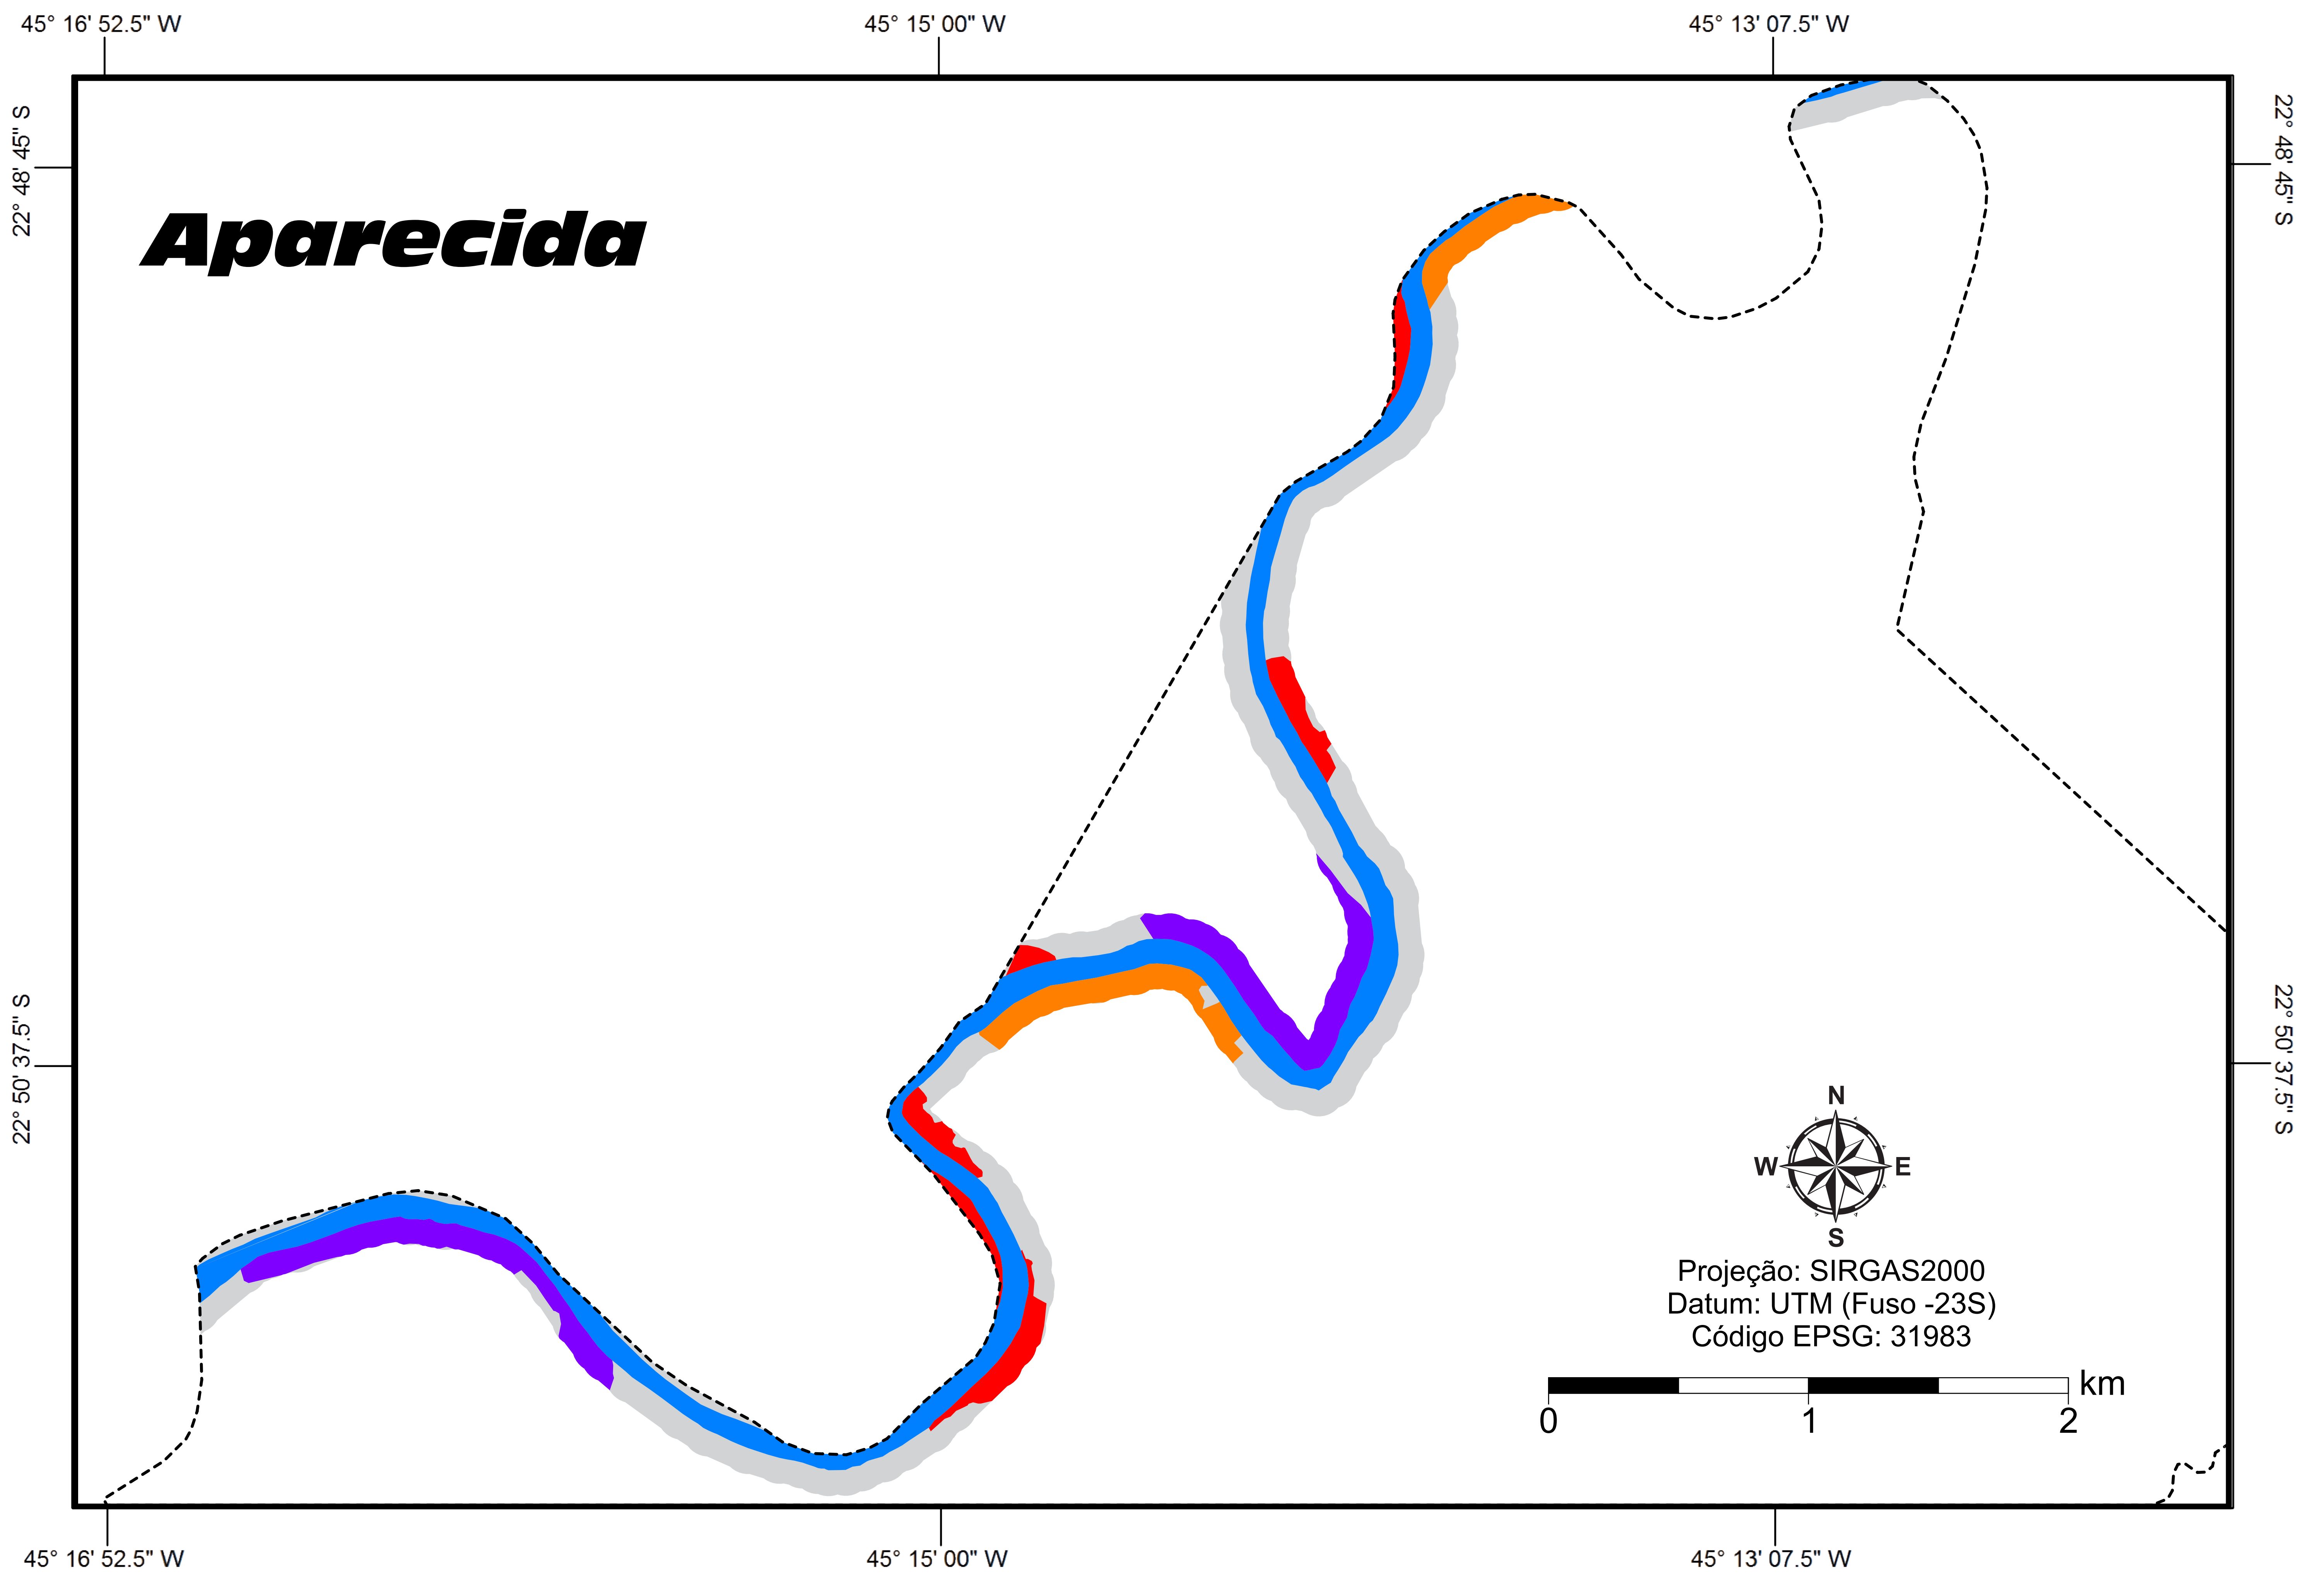 45° 16' 52.5" W
45° 15' 00" W
45° 13' 07.5" W
22° 48' 45" S
22° 48' 45" S
Aparecida
22° 50' 37.5" S
22° 50' 37.5" S
N
W
E
S
Projeção: SIRGAS2000
Datum: UTM (Fuso -23S)
Código EPSG: 31983
km
0 1 2
45° 16' 52.5" W
45° 15' 00" W
45° 13' 07.5" W